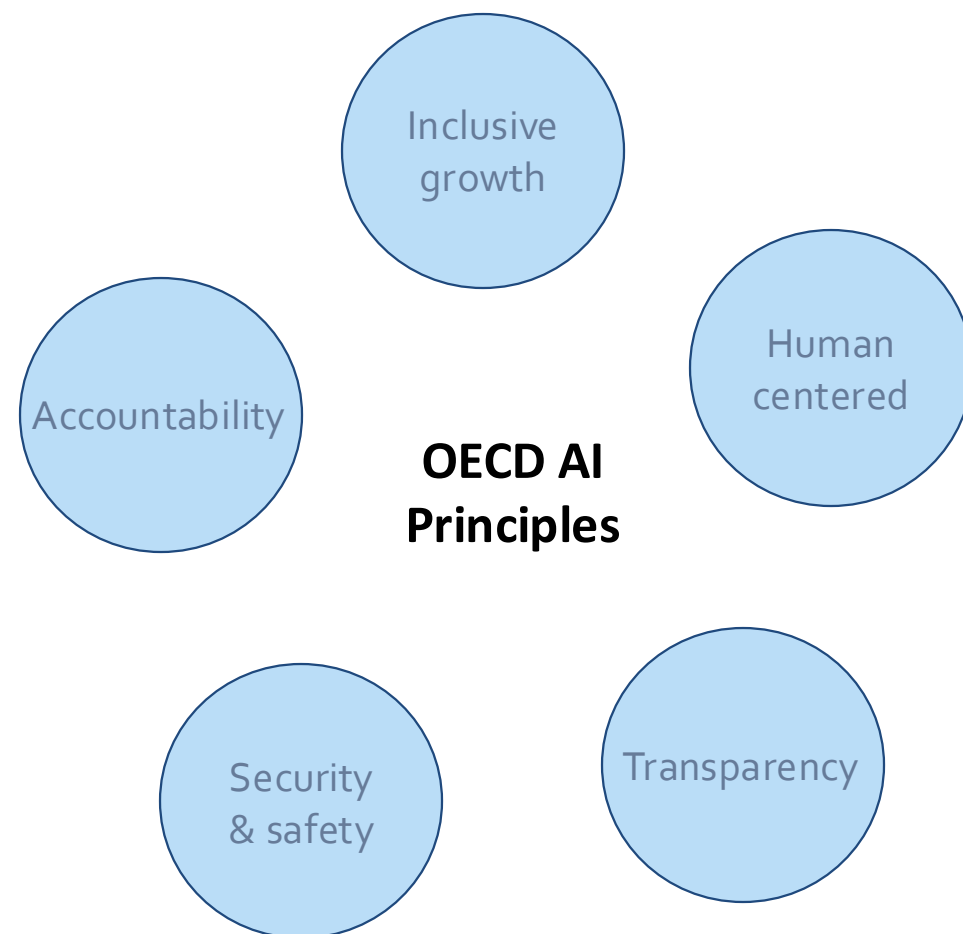 Inclusive
growth
Human
centered
Accountability
OECD AI
Principles
Transparency
Security
& safety